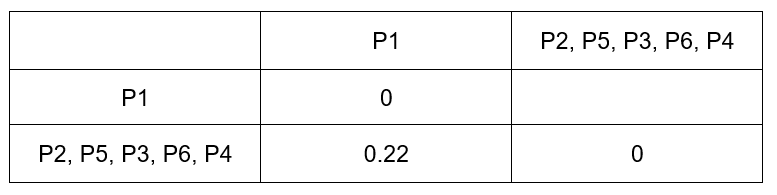 P1 P2, P5, P3, P6, P4
P1 0
P2, P5, P3, P6, P4 0.22 0